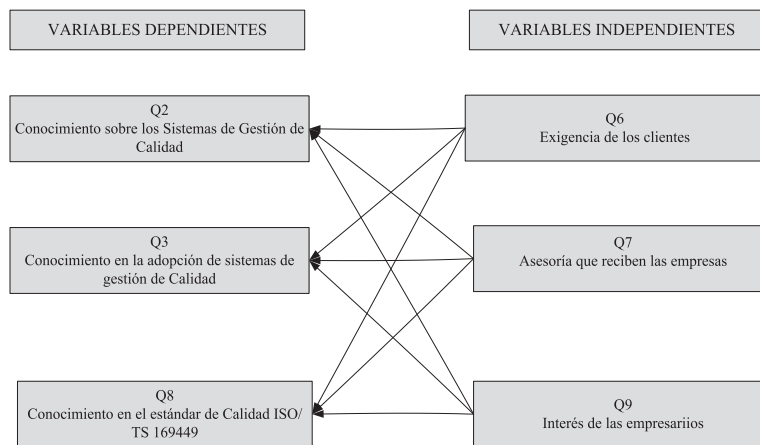 VARIABLES DEPENDIENTES
VARIABLES INDEPENDIENTES
Q2
Conocimiento sobre los Sistemas de Gestión de
Calidad
Q6
Exigencia de los clientes
Q3
Conocimiento en la adopción de sistemas de
gestión de Calidad
Q7
Asesoría que reciben las empresas
Q8
Conocimiento en el estándar de Calidad ISO/
TS 169449
Q9
Interés de las empresariios